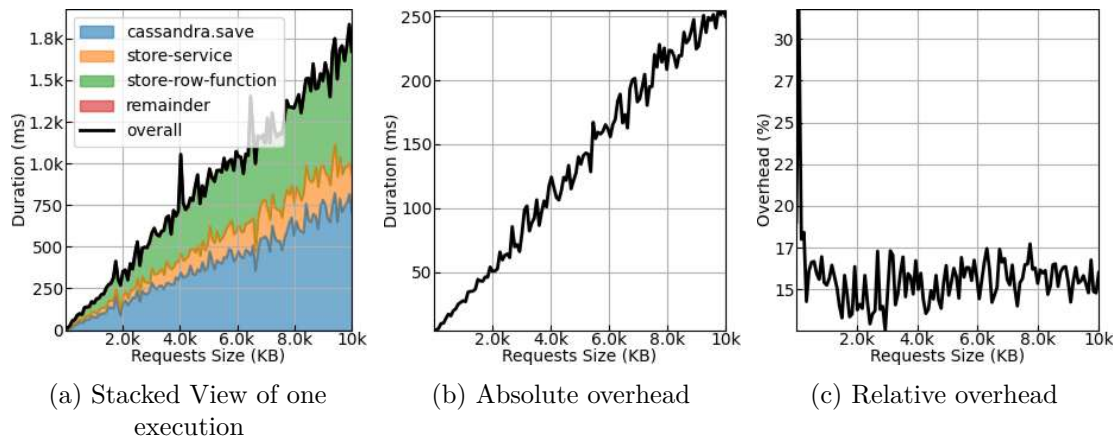 cassandra.save
store-service
store-row-function
remainder
overall
Duration (ms)
1.8k
1.5k
1.2k
1.0k
750
500
250
0
2.0k 4.0k 6.0k 8.0k 10k
Requests Size (KB)
(a) Stacked View of one
execution
Duration (ms)
250
200
150
100
50
2.0k 4.0k 6.0k 8.0k 10k
Requests Size (KB)
(b) Absolute overhead
Overhead (%)
30
27
25
22
20
17
15
2.0k 4.0k 6.0k 8.0k 10k
Requests Size (KB)
(c) Relative overhead